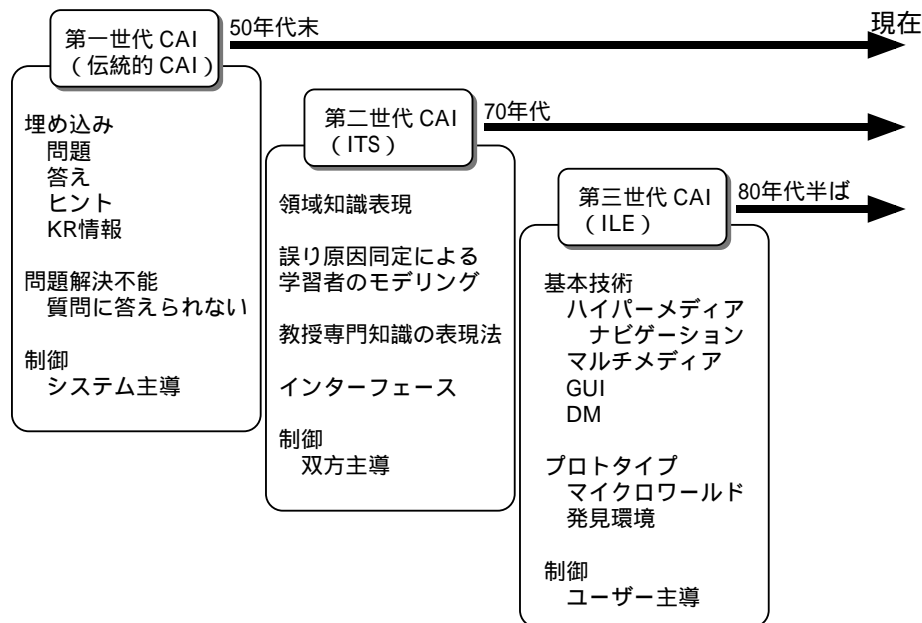 第一世代 CAI
（伝統的 CAI）
50年代末
現在
埋め込み
問題
答え
ヒント
KR情報
問題解決不能
質問に答えられない
制御
システム主導
第二世代 CAI
（ITS）
70年代
領域知識表現
誤り原因同定による
学習者のモデリング
教授専門知識の表現法
インターフェース
制御
双方主導
第三世代 CAI
（ILE）
80年代半ば
基本技術
ハイパーメディア
ナビゲーション
マルチメディア
GUI
DM
プロトタイプ
マイクロワールド
発見環境
制御
ユーザー主導